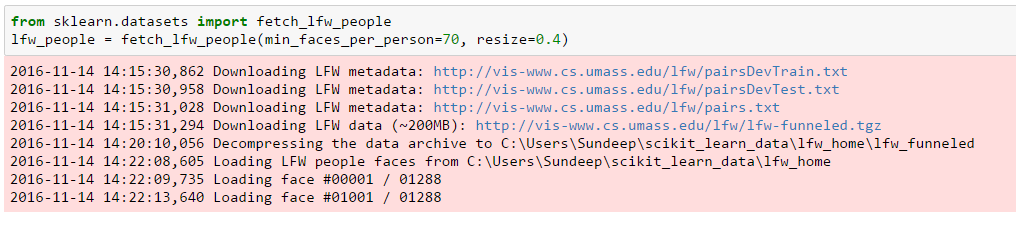 from sklearn.datasets import fetch_lfw_people
lfw_people = fetch_lfw_people(min_faces_per_person=70, resize=0.4)
2016-11-14 14:15:30,862 Downloading LFW metadata: http://vis-www.cs.umass.edu/lfw/pairsDevTrain.txt
2016-11-14 14:15:30,958 Downloading LFW metadata: http://vis-www.cs.umass.edu/lfw/pairsDevTest.txt
2016-11-14 14:15:31,028 Downloading LFW metadata: http://vis-www.cs.umass.edu/lfw/pairs.txt
2016-11-14 14:15:31,294 Downloading LFW data (~200MB): http://vis-www.cs.umass.edu/lfw/lfw-funneled.tgz
2016-11-14 14:20:10,056 Decompressing the data archive to C:\Users\Sundeep\scikit_learn_data\lfw_home\lfw_funneled
2016-11-14 14:22:08,605 Loading LFW people faces from C:\Users\Sundeep\scikit_learn_data\lfw_home
2016-11-14 14:22:09,735 Loading face #00001 / 01288
2016-11-14 14:22:13,640 Loading face #01001 / 01288